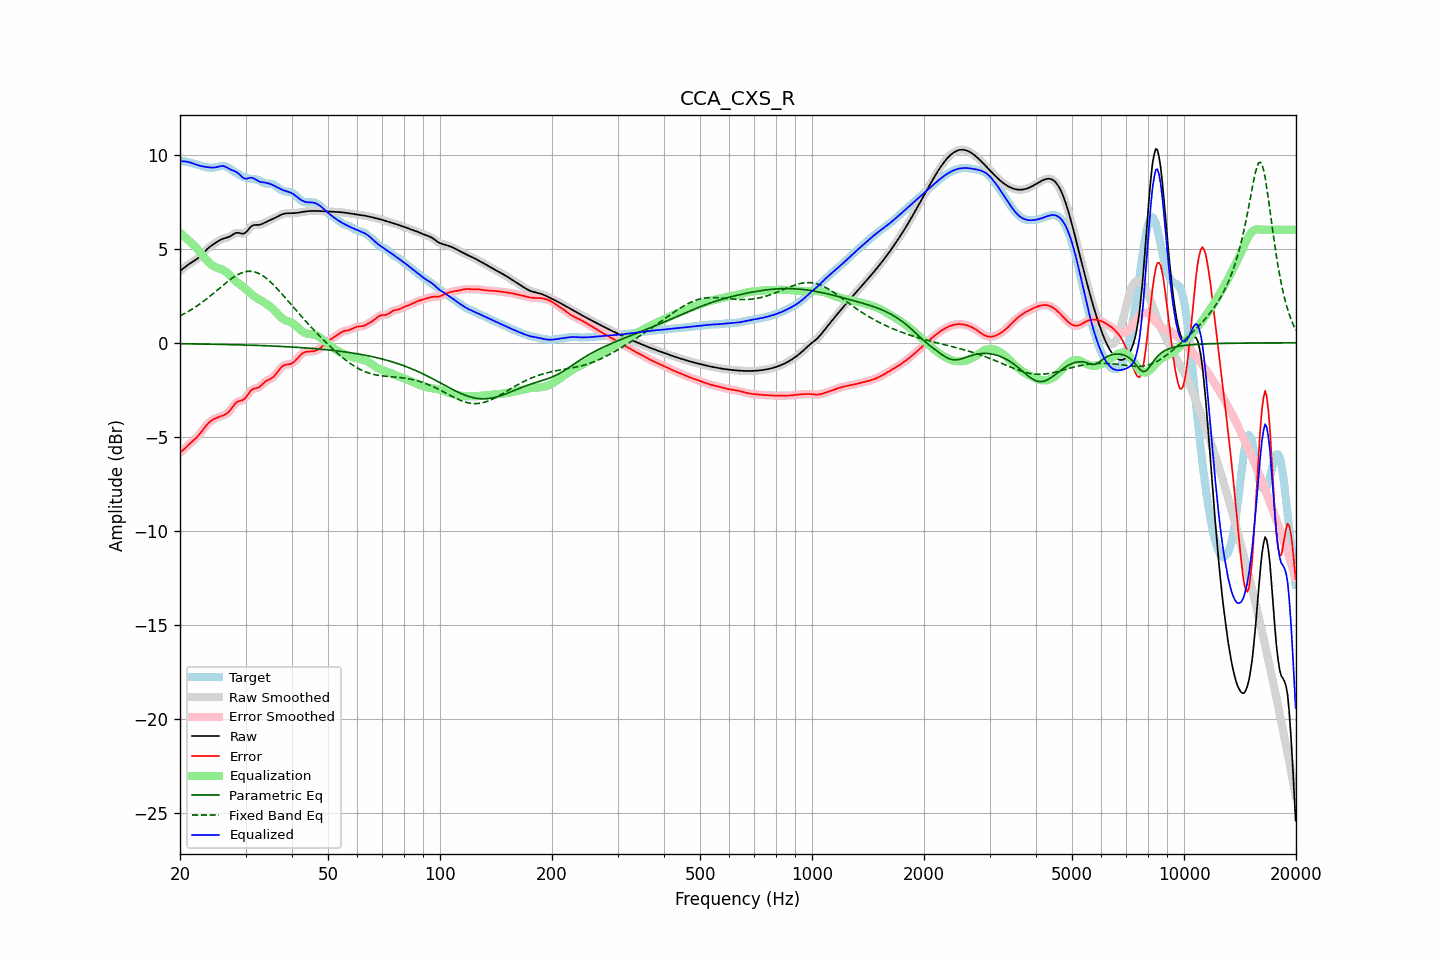 CCA_CXS_R
Amplitude (dBr)
10
5
0
−5
−10
−15
−20
−25
Target
Raw Smoothed
Error Smoothed
Raw
Error
Equalization
Parametric Eq
Fixed Band Eq
Equalized
20 50 100 200 500 1000 2000 5000 10000 20000
Frequency (Hz)